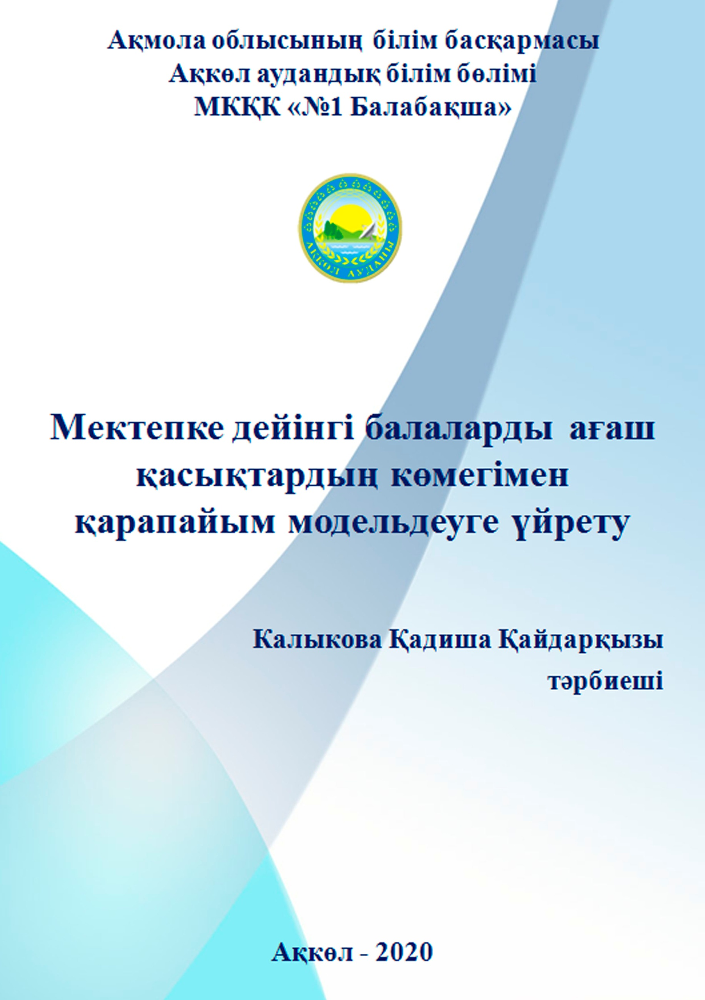 Ақмола облысының білім басқармасы
Ақкөл аудандық білім бөлімі
МКҚК «№1 Балабақша»
АҚКӨЛ АУДАНЫ
Мектепке дейінгі балаларды ағаш
қасықтардың көмегімен
қарапайым модельдеуге үйрету
Калыкова Қадиша Қайдарқызы
тәрбиеші
Ақкөл - 2020